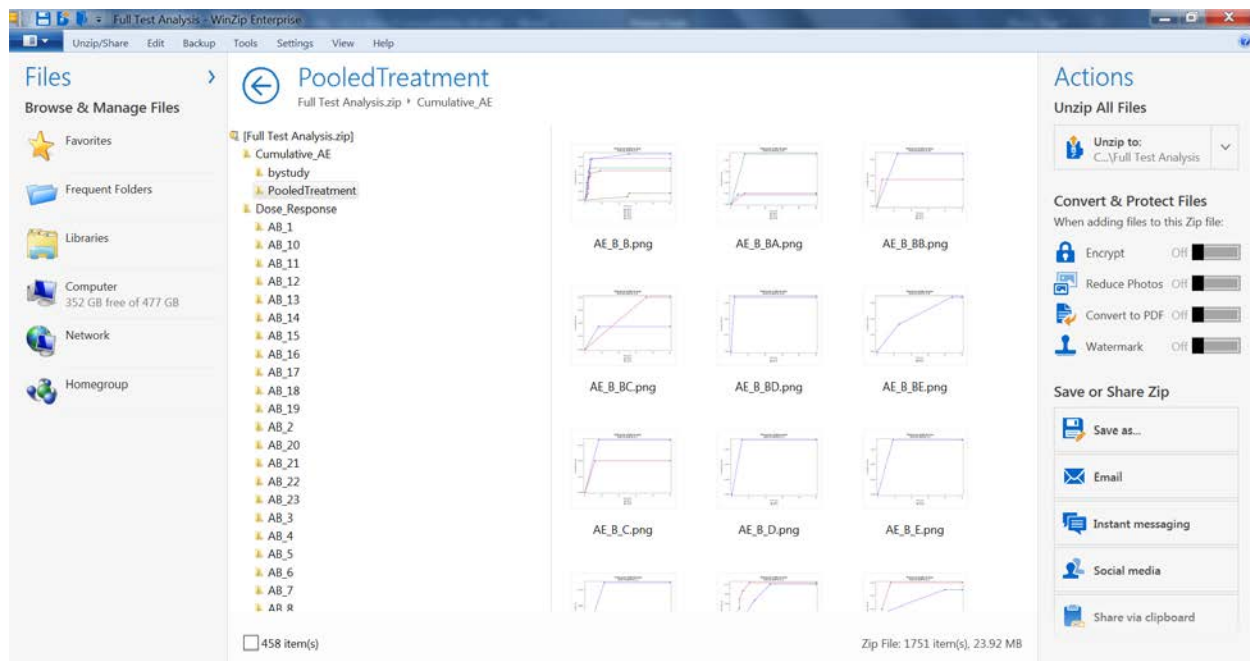 Full Test Analysis - WinZip Enterprise
Unzip/Share Edit Backup Tools Settings View Help
Files
Browse & Manage Files
Favorites
Frequent Folders
Libraries
Computer
352 GB free of 477 GB
Network
Homegroup
PooledTreatment
Full Test Analysis.zip Cumulative_AE
[Full Test Analysis.zip]
Cumulative_AE
bystudy
PooledTreatment
Dose_Response
AB_1
AB_10
AB_11
AB_12
AB_13
AB_14
AB_15
AB_16
AB_17
AB_18
AB_19
AB_2
AB_20
AB_21
AB_22
AB_23
AB_3
AB_4
AB_5
AB_6
AB_7
AB_8
AE_B_B.png AE_B_BA.png AE_B_BB.png
AE_B_BC.png AE_B_BD.png AE_B_BE.png
AE_B_C.png AE_B_D.png AE_B_E.png
458 item(s)
Zip File: 1751 item(s), 23.92 MB
Actions
Unzip All Files
Unzip to:
C...\Full Test Analysis
Convert & Protect Files
When adding files to this Zip file:
Encrypt Off
Reduce Photos Off
Convert to PDF Off
Watermark Off
Save or Share Zip
Save as...
Email
Instant messaging
Social media
Share via clipboard